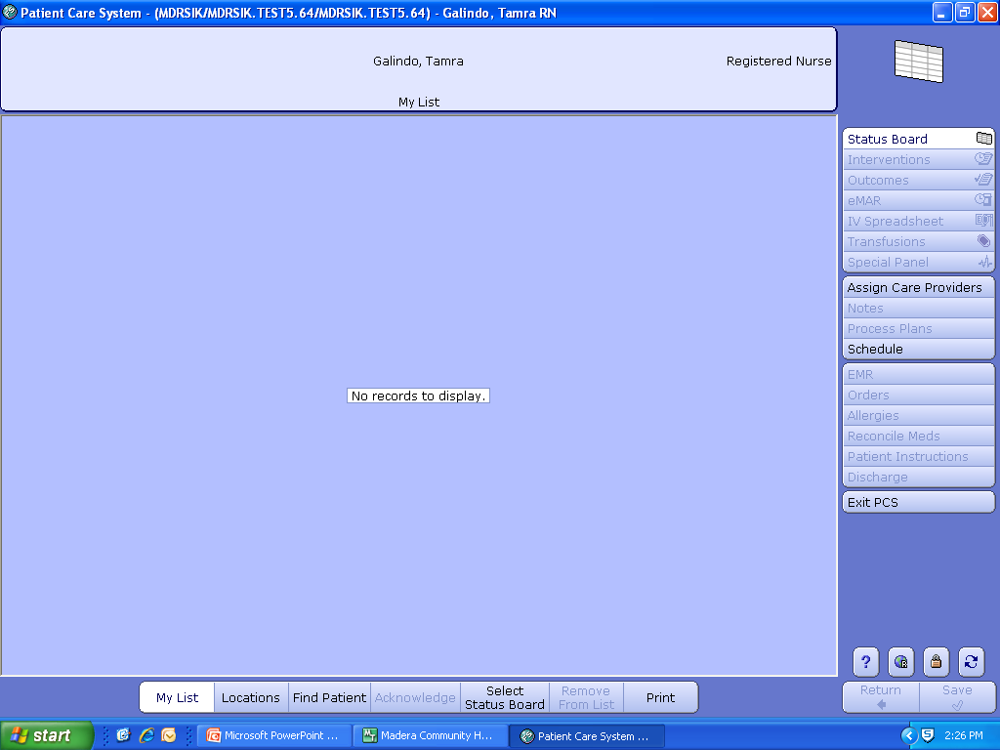 Patient Care System - (MDRSIK/MDRSIK.TEST5.64/MDRSIK.TEST5.64) - Galindo, Tamra RN
Galindo, Tamra
Registered Nurse
My List
Status Board
Interventions
Outcomes
eMAR
IV Spreadsheet
Transfusions
Special Panel
Assign Care Providers
Notes
Process Plans
Schedule
No records to display.
EMR
Orders
Allergies
Reconcile Meds
Patient Instructions
Discharge
Exit PCS
?
My List
Locations
Find Patient
Acknowledge
Select
Status Board
Remove
From List
Print
Return
Save
start
Microsoft PowerPoint ...
Madera Community H...
Patient Care System ...
2:26 PM